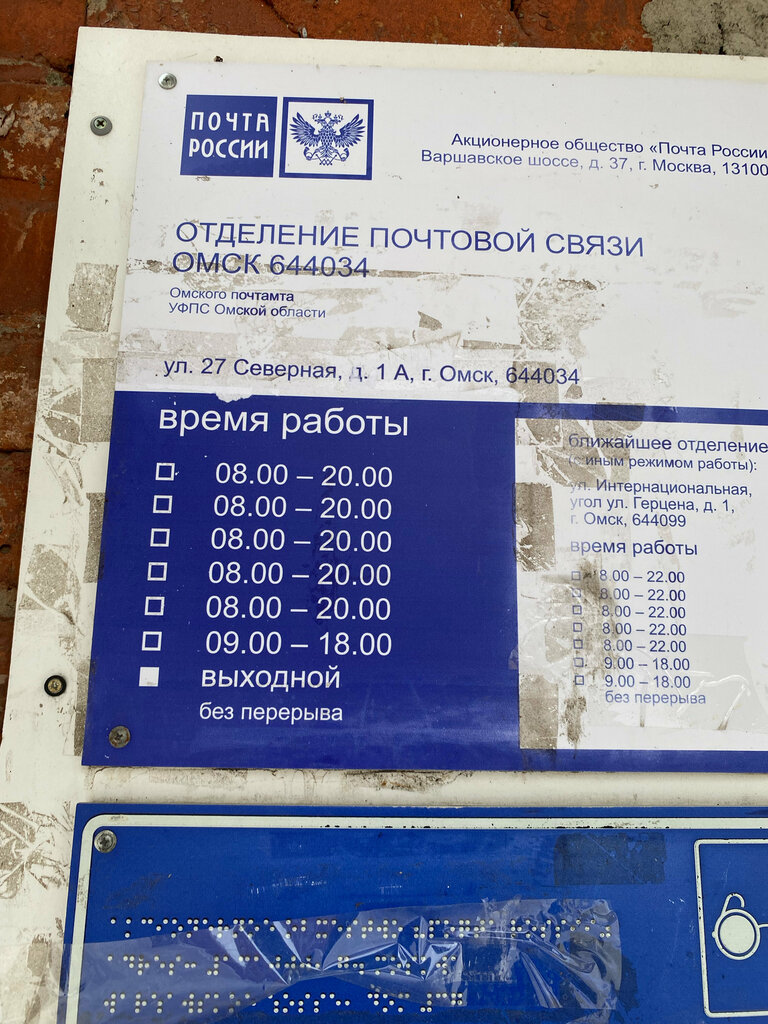 ПОЧТА
РОССИИ
Акционерное общество «Почта России
Варшавское шоссе, д. 37, г. Москва, 13100
ОТДЕЛЕНИЕ ПОЧТОВОЙ СВЯЗИ
ОМСК 644034
Омского почтамта
УФПС Омской области
ул. 27 Северная, д. 1 А, г. Омск, 644034
время работы
08.00 – 20.00
08.00 – 20.00
08.00 – 20.00
08.00 – 20.00
08.00 – 20.00
09.00 – 18.00
выходной
без перерыва
ближайшее отделение
(с иным режимом работы):
ул. Интернациональная,
угол ул. Герцена, д. 1,
г. Омск, 644099
время работы
8.00 – 22.00
8.00 – 22.00
8.00 – 22.00
8.00 – 22.00
8.00 – 22.00
9.00 – 18.00
9.00 – 18.00
без перерыва